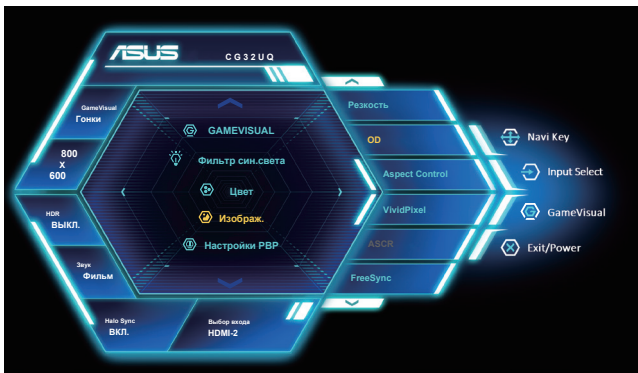 ASUS CG32UQ
GameVisual
Гонки
800
X
600
HDR
ВЫКЛ.
Звук
Фильм
Halo Sync
ВКЛ.
Выбор входа
HDMI-2
GAMEVISUAL
Фильтр син.света
Цвет
Изображ.
Настройки PBP
Резкость
OD
Aspect Control
VividPixel
ASCR
FreeSync
Navi Key
Input Select
GameVisual
Exit/Power